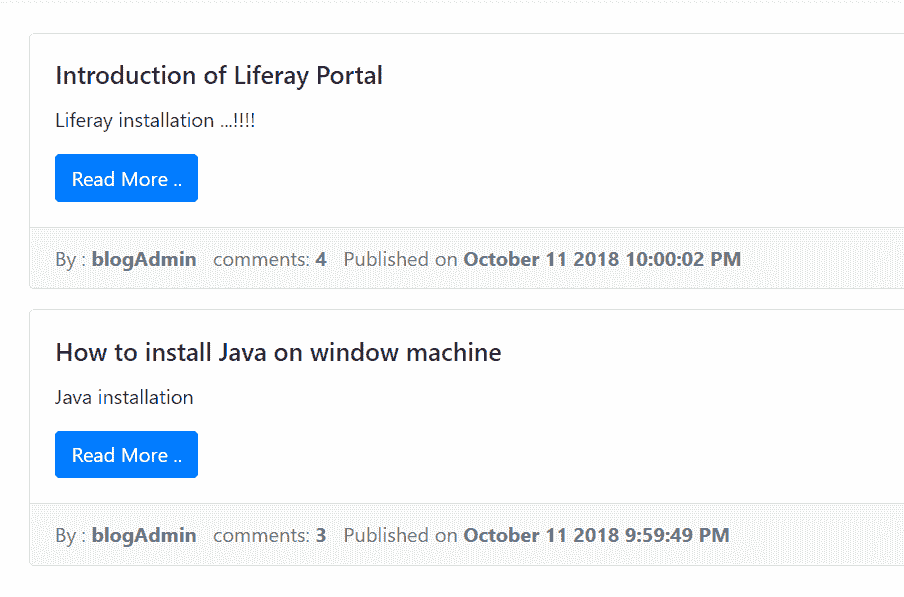 Introduction of Liferay Portal
Liferay installation ...!!!!
Read More ..
By : blogAdmin comments: 4 Published on October 11 2018 10:00:02 PM
How to install Java on window machine
Java installation
Read More ..
By : blogAdmin comments: 3 Published on October 11 2018 9:59:49 PM